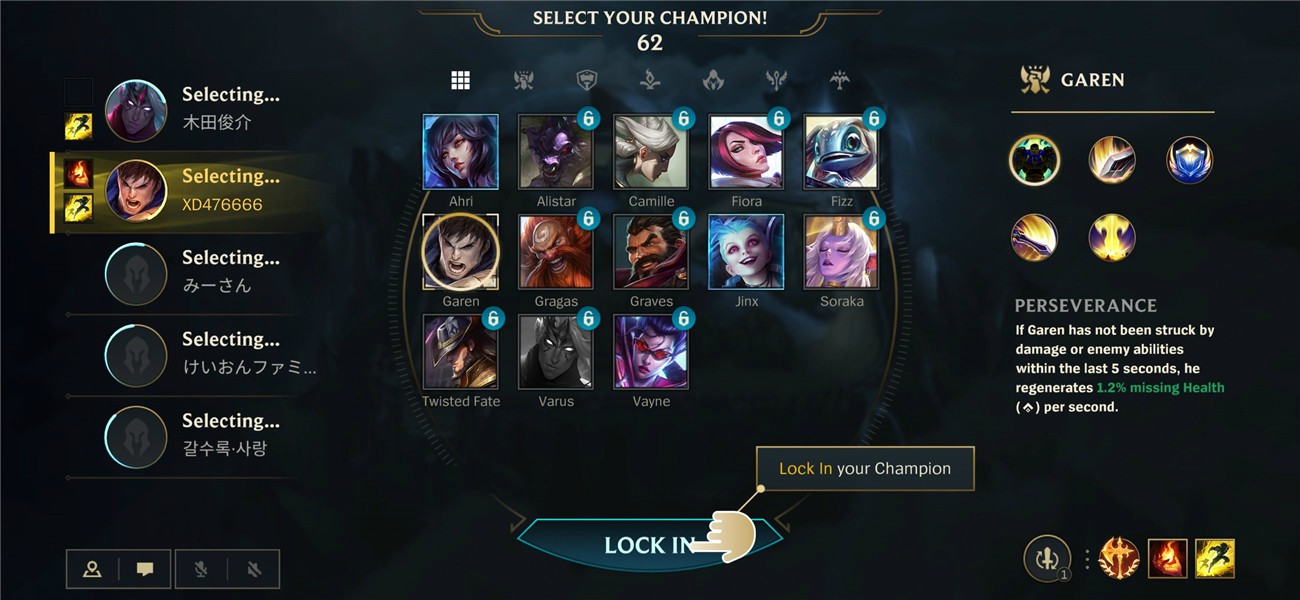 SELECT YOUR CHAMPION!
62
Selecting...
木田俊介
Selecting...
XD476666
Selecting...
みーさん
Selecting...
けいおんファミ...
Selecting...
갈수록·사랑
6 6 6 6
Ahri Alistar Camille Fiora Fizz
6 6 6
Garen Gragas Graves Jinx Soraka
6 6 6
Twisted Fate Varus Vayne
Lock In your Champion
LOCK IN
GAREN
PERSEVERANCE
If Garen has not been struck by
damage or enemy abilities
within the last 5 seconds, he
regenerates 1.2% missing Health
( ) per second.
1